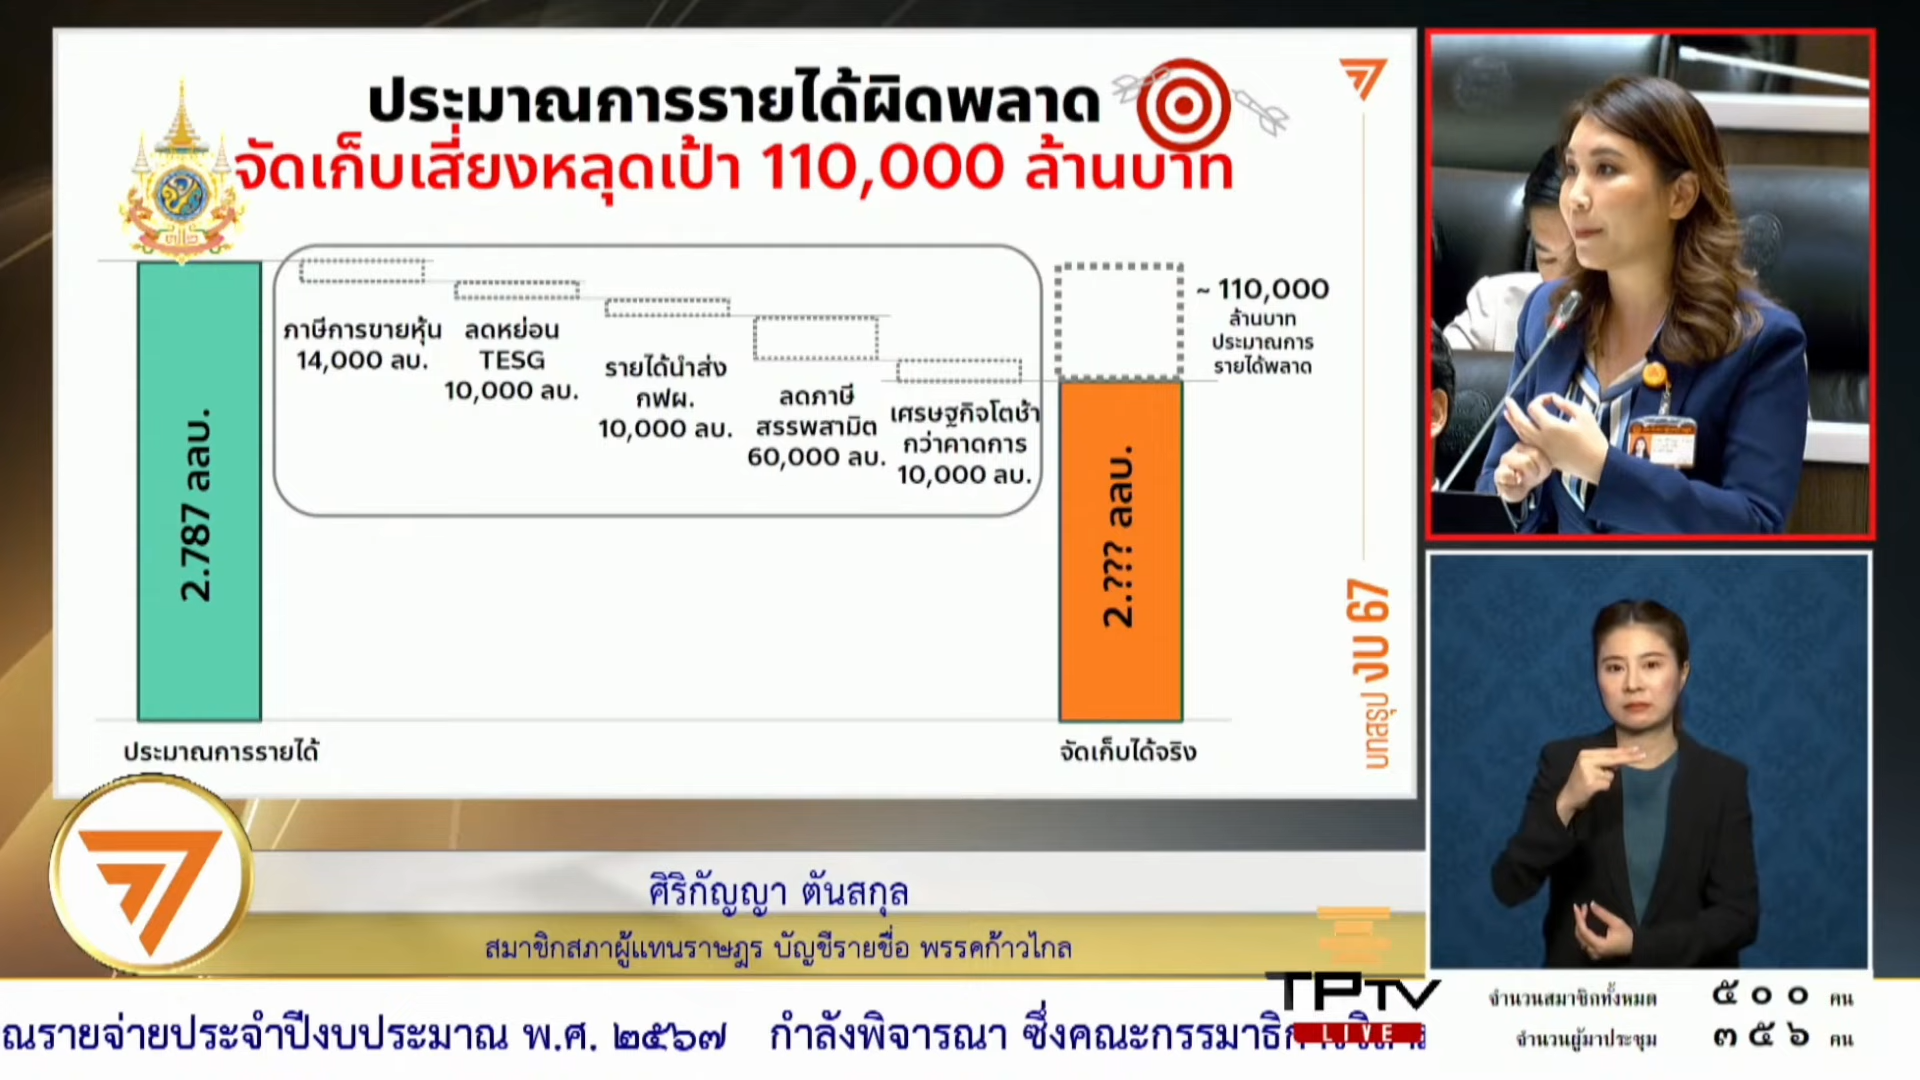 ประมาณการรายได้ผิดพลาด
จัดเก็บเสี่ยงหลุดเป้า 110,000 ล้านบาท
ภาษีการขายหุ้น
14,000 ลบ.
ลดหย่อน
TESG
10,000 ลบ.
รายได้นำส่ง
กฟผ.
10,000 ลบ.
ลดภาษี
สรรพสามิต
60,000 ลบ.
เศรษฐกิจโตช้า
กว่าคาดการ
10,000 ลบ.
~ 110,000
ล้านบาท
ประมาณการ
รายได้พลาด
2.787 ลลบ.
2.??? ลลบ.
ประมาณการรายได้
จัดเก็บได้จริง
บทสรุป งบ 67
ศิริกัญญา ตันสกุล
สมาชิกสภาผู้แทนราษฎร บัญชีรายชื่อ พรรคก้าวไกล
TPTV
LIVE
ณรายจ่ายประจำปีงบประมาณ พ.ศ. ๒๕๖๗ กำลังพิจารณา ซึ่งคณะกรรมาธิ
จำนวนสมาชิกทั้งหมด ๕๐๐ คน
จำนวนผู้มาประชุม ๓๕๖ คน